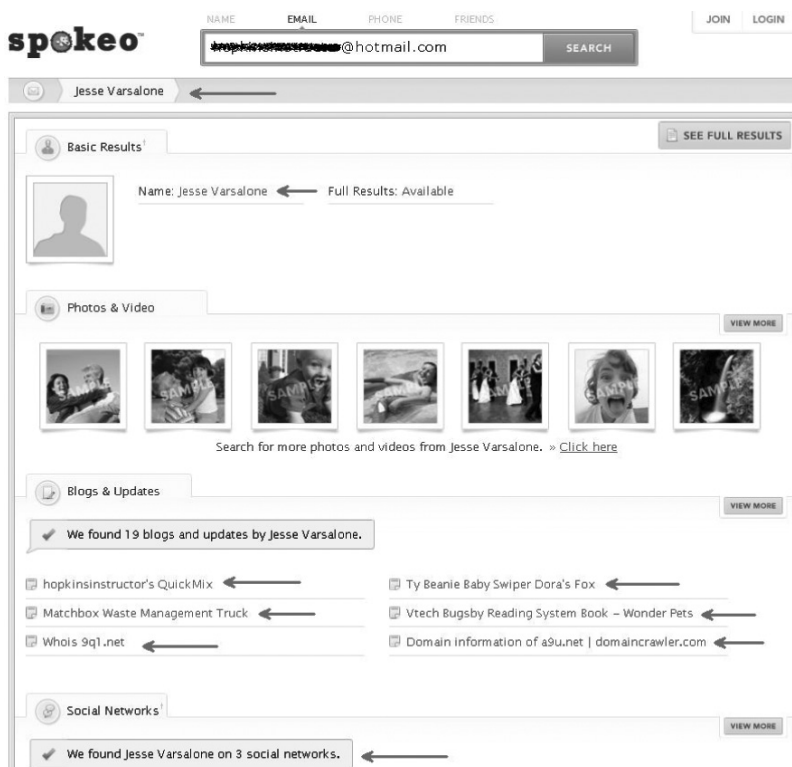 NAME EMAIL PHONE FRIENDS JOIN LOGIN
spokeo™
@hotmail.com SEARCH
Jesse Varsalone
Basic Results† SEE FULL RESULTS
Name: Jesse Varsalone Full Results: Available
Photos & Video
VIEW MORE
SAMPLE SAMPLE SAMPLE SAMPLE SAMPLE SAMPLE SAMPLE
Search for more photos and videos from Jesse Varsalone. » Click here
Blogs & Updates
VIEW MORE
We found 19 blogs and updates by Jesse Varsalone.
hopkinsinstructor's QuickMix Ty Beanie Baby Swiper Dora's Fox
Matchbox Waste Management Truck Vtech Bugsby Reading System Book – Wonder Pets
Whois 9q1.net Domain information of a9u.net | domaincrawler.com
Social Networks†
VIEW MORE
We found Jesse Varsalone on 3 social networks.